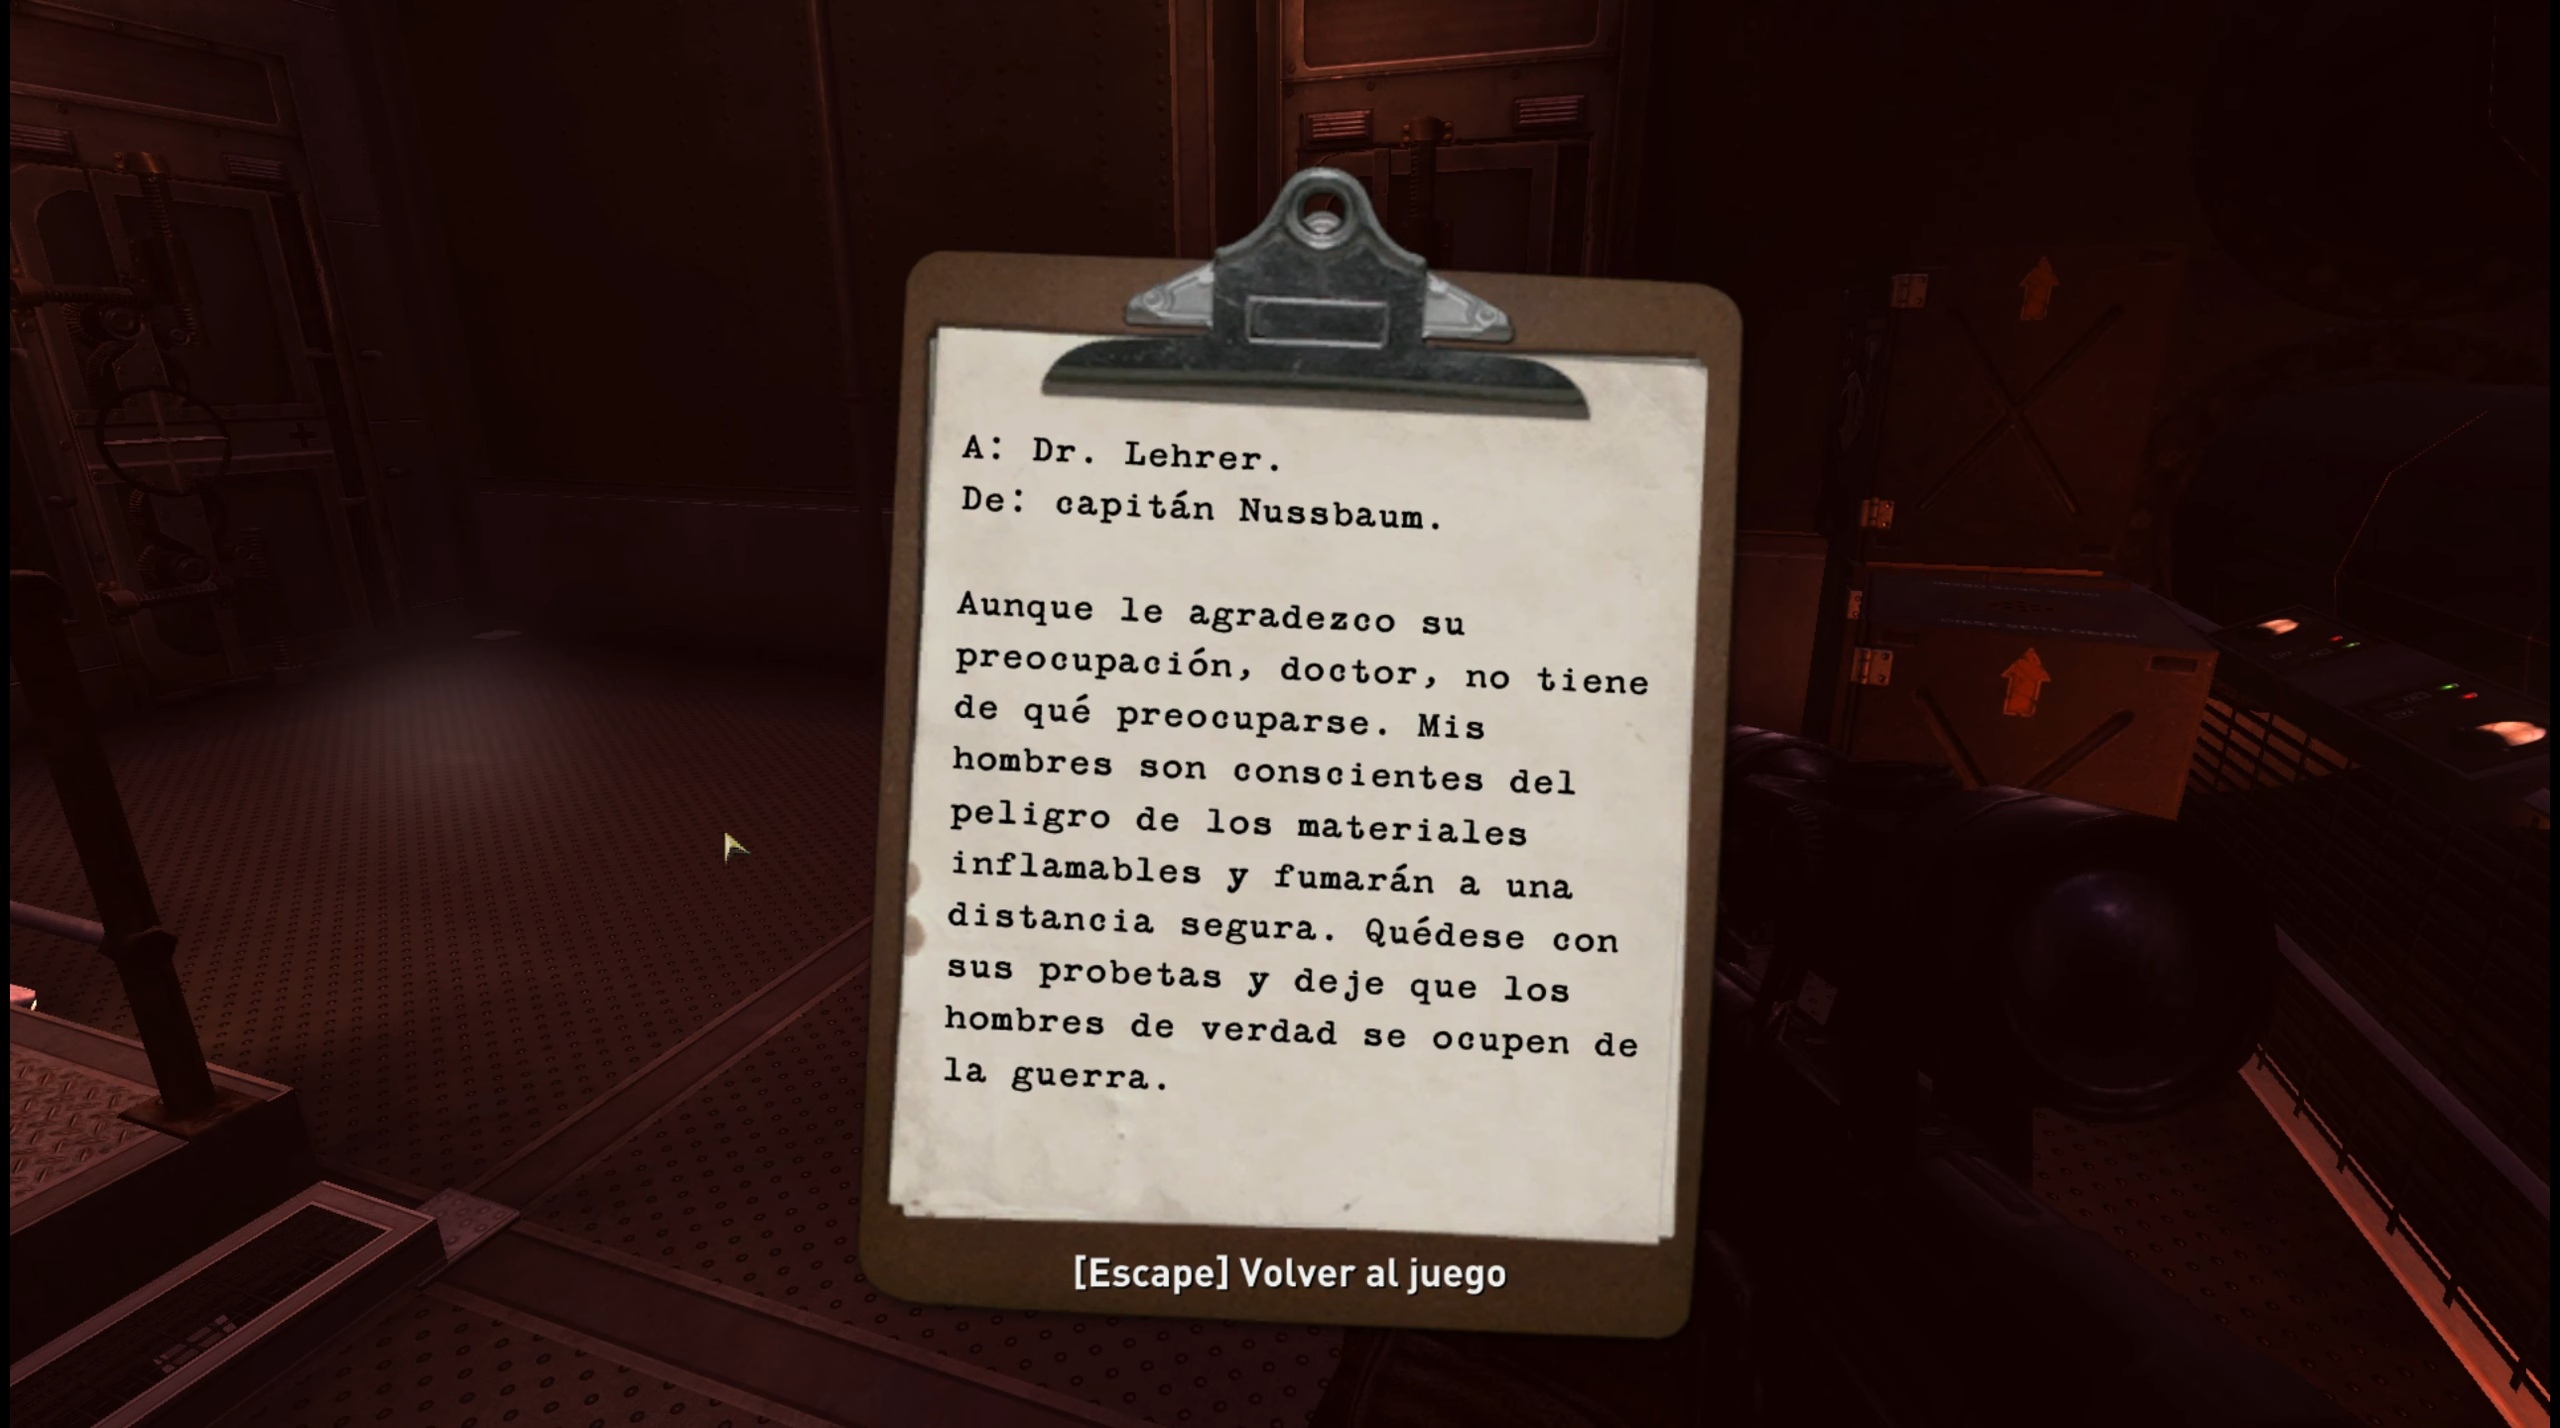 A: Dr. Lehrer.
De: capitán Nussbaum.
Aunque le agradezco su
preocupación, doctor, no tiene
de qué preocuparse. Mis
hombres son conscientes del
peligro de los materiales
inflamables y fumarán a una
distancia segura. Quédese con
sus probetas y deje que los
hombres de verdad se ocupen de
la guerra.
[Escape] Volver al juego